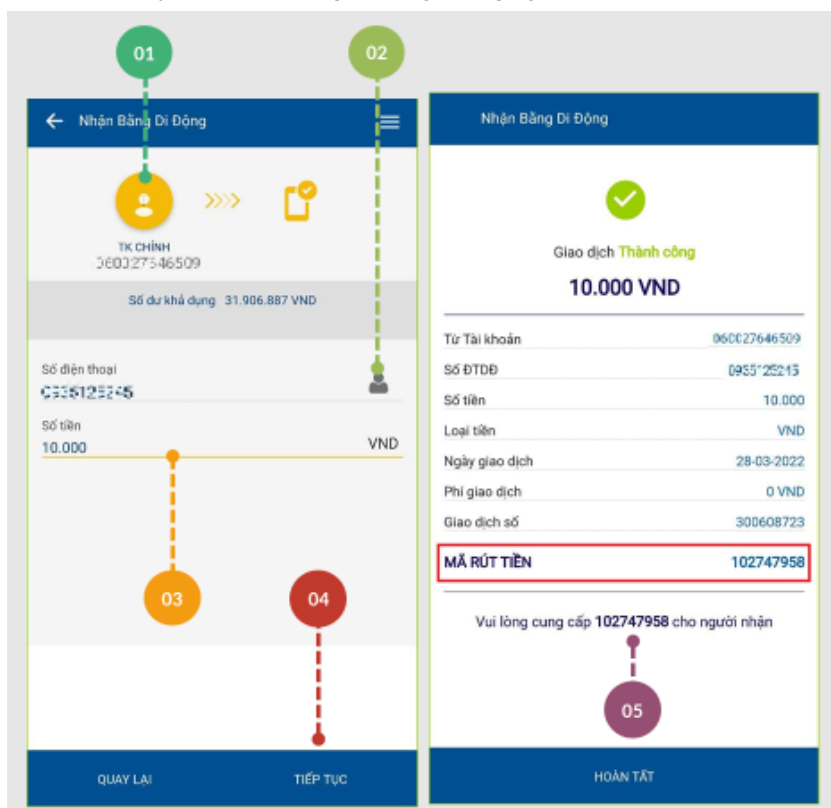 01
02
Nhận Bằng Di Động
TK CHÍNH
Số dư khả dụng 31.906.887 VND
Số điện thoại
Số tiền
10.000 VND
03
04
QUAY LẠI TIẾP TỤC
Nhận Bằng Di Động
Giao dịch Thành công
10.000 VND
Từ Tài khoản
Số ĐTDĐ
Số tiền 10.000
Loại tiền VND
Ngày giao dịch 28-03-2022
Phí giao dịch 0 VND
Giao dịch số 300608723
MÃ RÚT TIỀN 102747958
Vui lòng cung cấp 102747958 cho người nhận
05
HOÀN TẤT